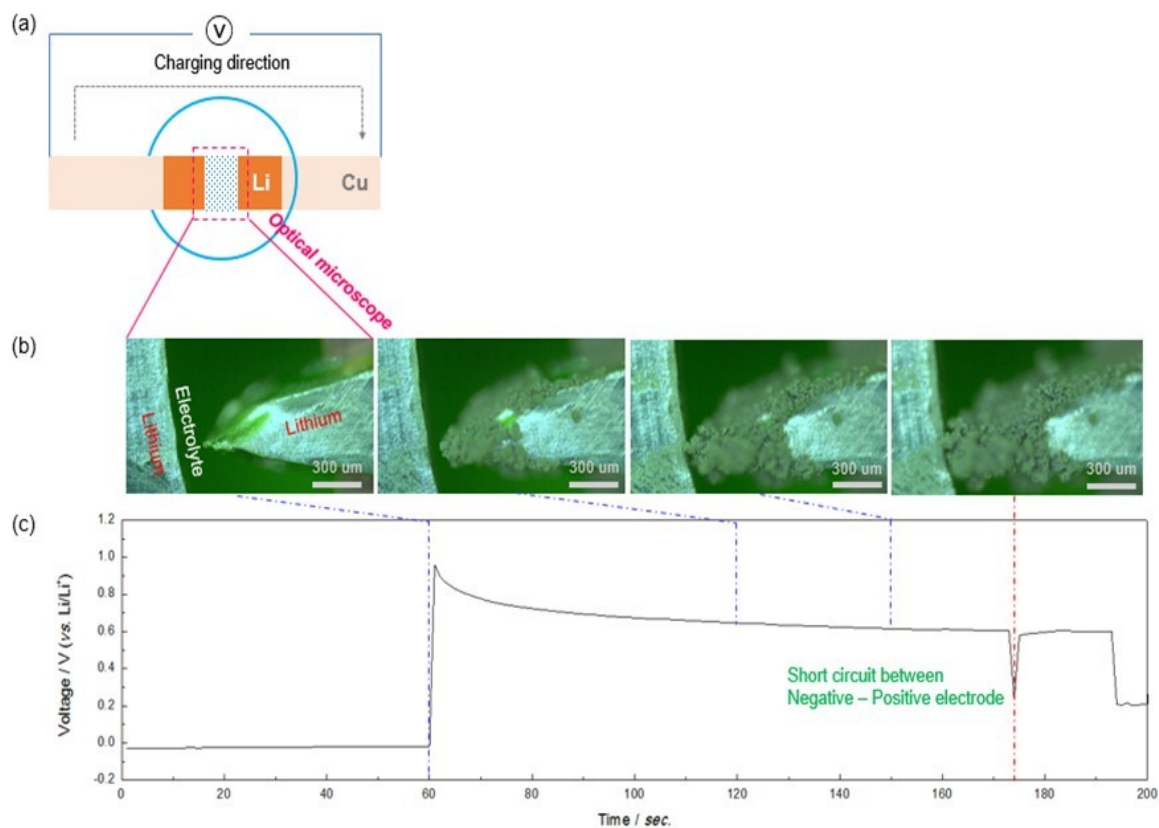 (a)
V
Charging direction
Li
Cu
Optical microscope
(b)
Lithium
Electrolyte
Lithium
300 um
300 um
300 um
300 um
(c)
1.2
1.0
0.8
0.6
0.4
0.2
0.0
-0.2
Voltage / V (vs. Li/Li⁺)
Short circuit between
Negative – Positive electrode
0
20
40
60
80
100
120
140
160
180
200
Time / sec.